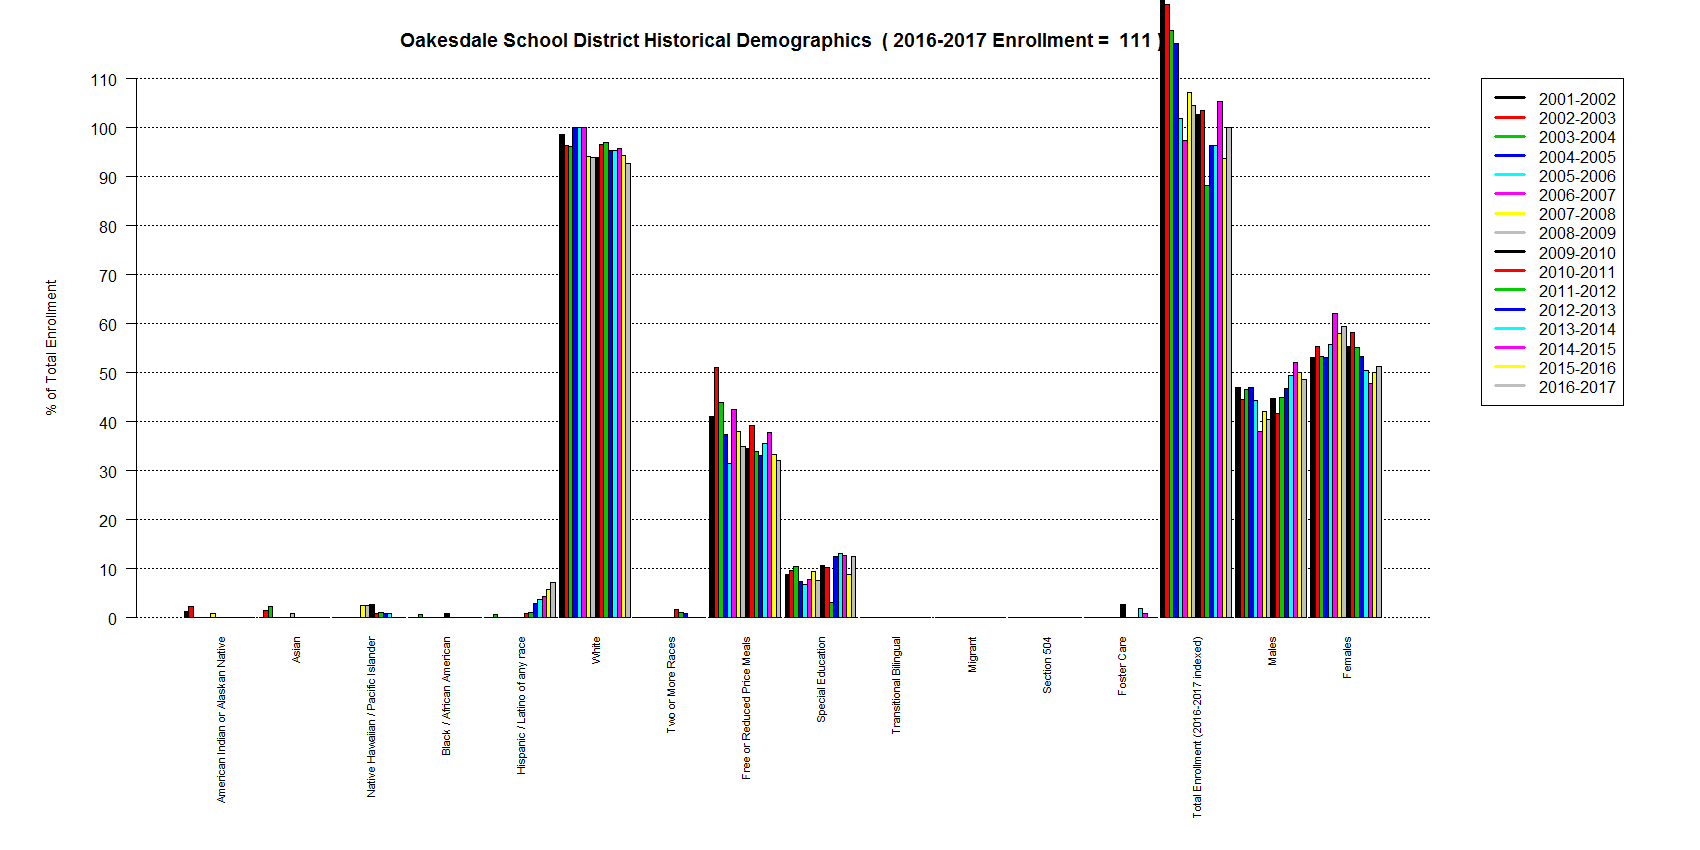 Oakesdale School District Historical Demographics ( 2016-2017 Enrollment = 111 )
% of Total Enrollment
110
100
90
80
70
60
50
40
30
20
10
0
American Indian or Alaskan Native
Asian
Native Hawaiian / Pacific Islander
Black / African American
Hispanic / Latino of any race
White
Two or More Races
Free or Reduced Price Meals
Special Education
Transitional Bilingual
Migrant
Section 504
Foster Care
Total Enrollment (2016-2017 indexed)
Males
Females
2001-2002
2002-2003
2003-2004
2004-2005
2005-2006
2006-2007
2007-2008
2008-2009
2009-2010
2010-2011
2011-2012
2012-2013
2013-2014
2014-2015
2015-2016
2016-2017